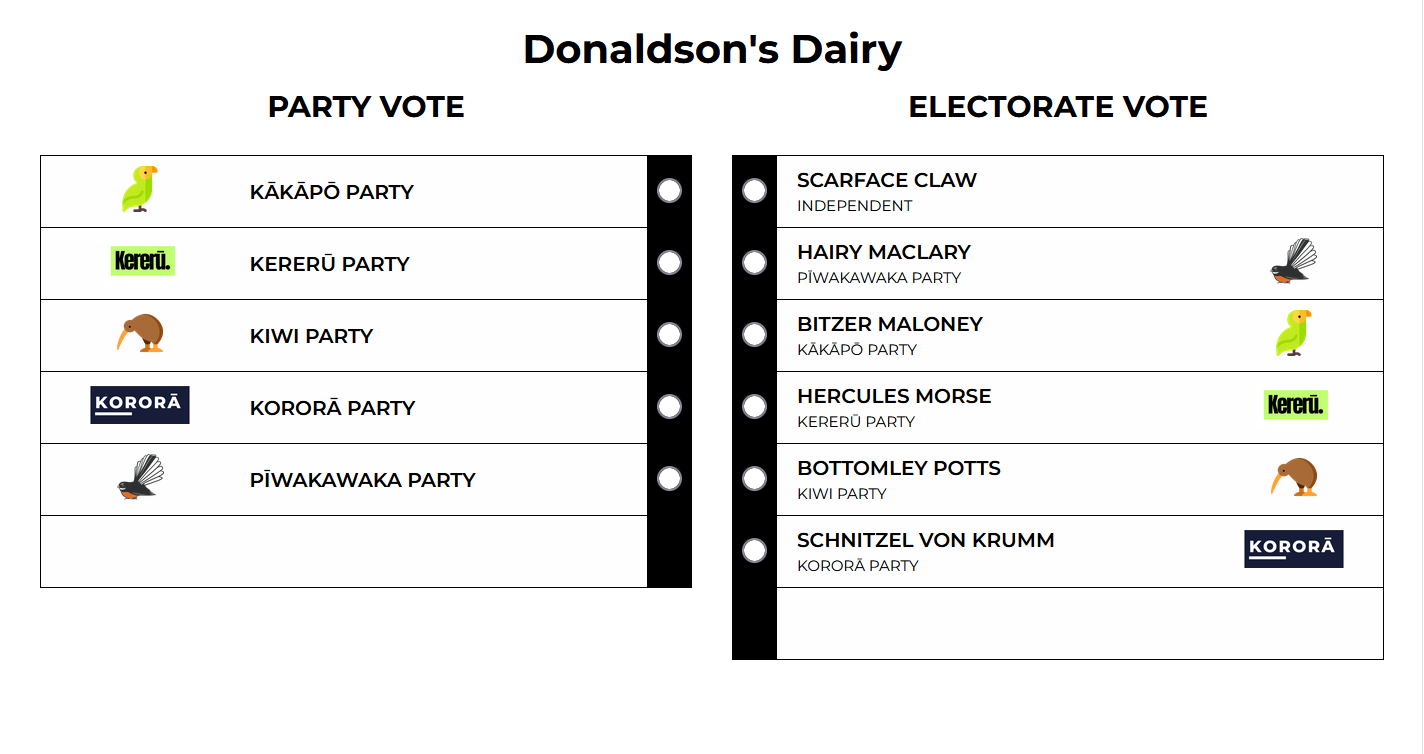 Donaldson's Dairy
PARTY VOTE
KĀKĀPŌ PARTY
Kererū.
KERERŪ PARTY
KIWI PARTY
KORORĀ
KORORĀ PARTY
PĪWAKAWAKA PARTY
ELECTORATE VOTE
SCARFACE CLAW
INDEPENDENT
HAIRY MACLARY
PĪWAKAWAKA PARTY
BITZER MALONEY
KĀKĀPŌ PARTY
HERCULES MORSE
KERERŪ PARTY
Kererū.
BOTTOMLEY POTTS
KIWI PARTY
SCHNITZEL VON KRUMM
KORORĀ PARTY
KORORĀ